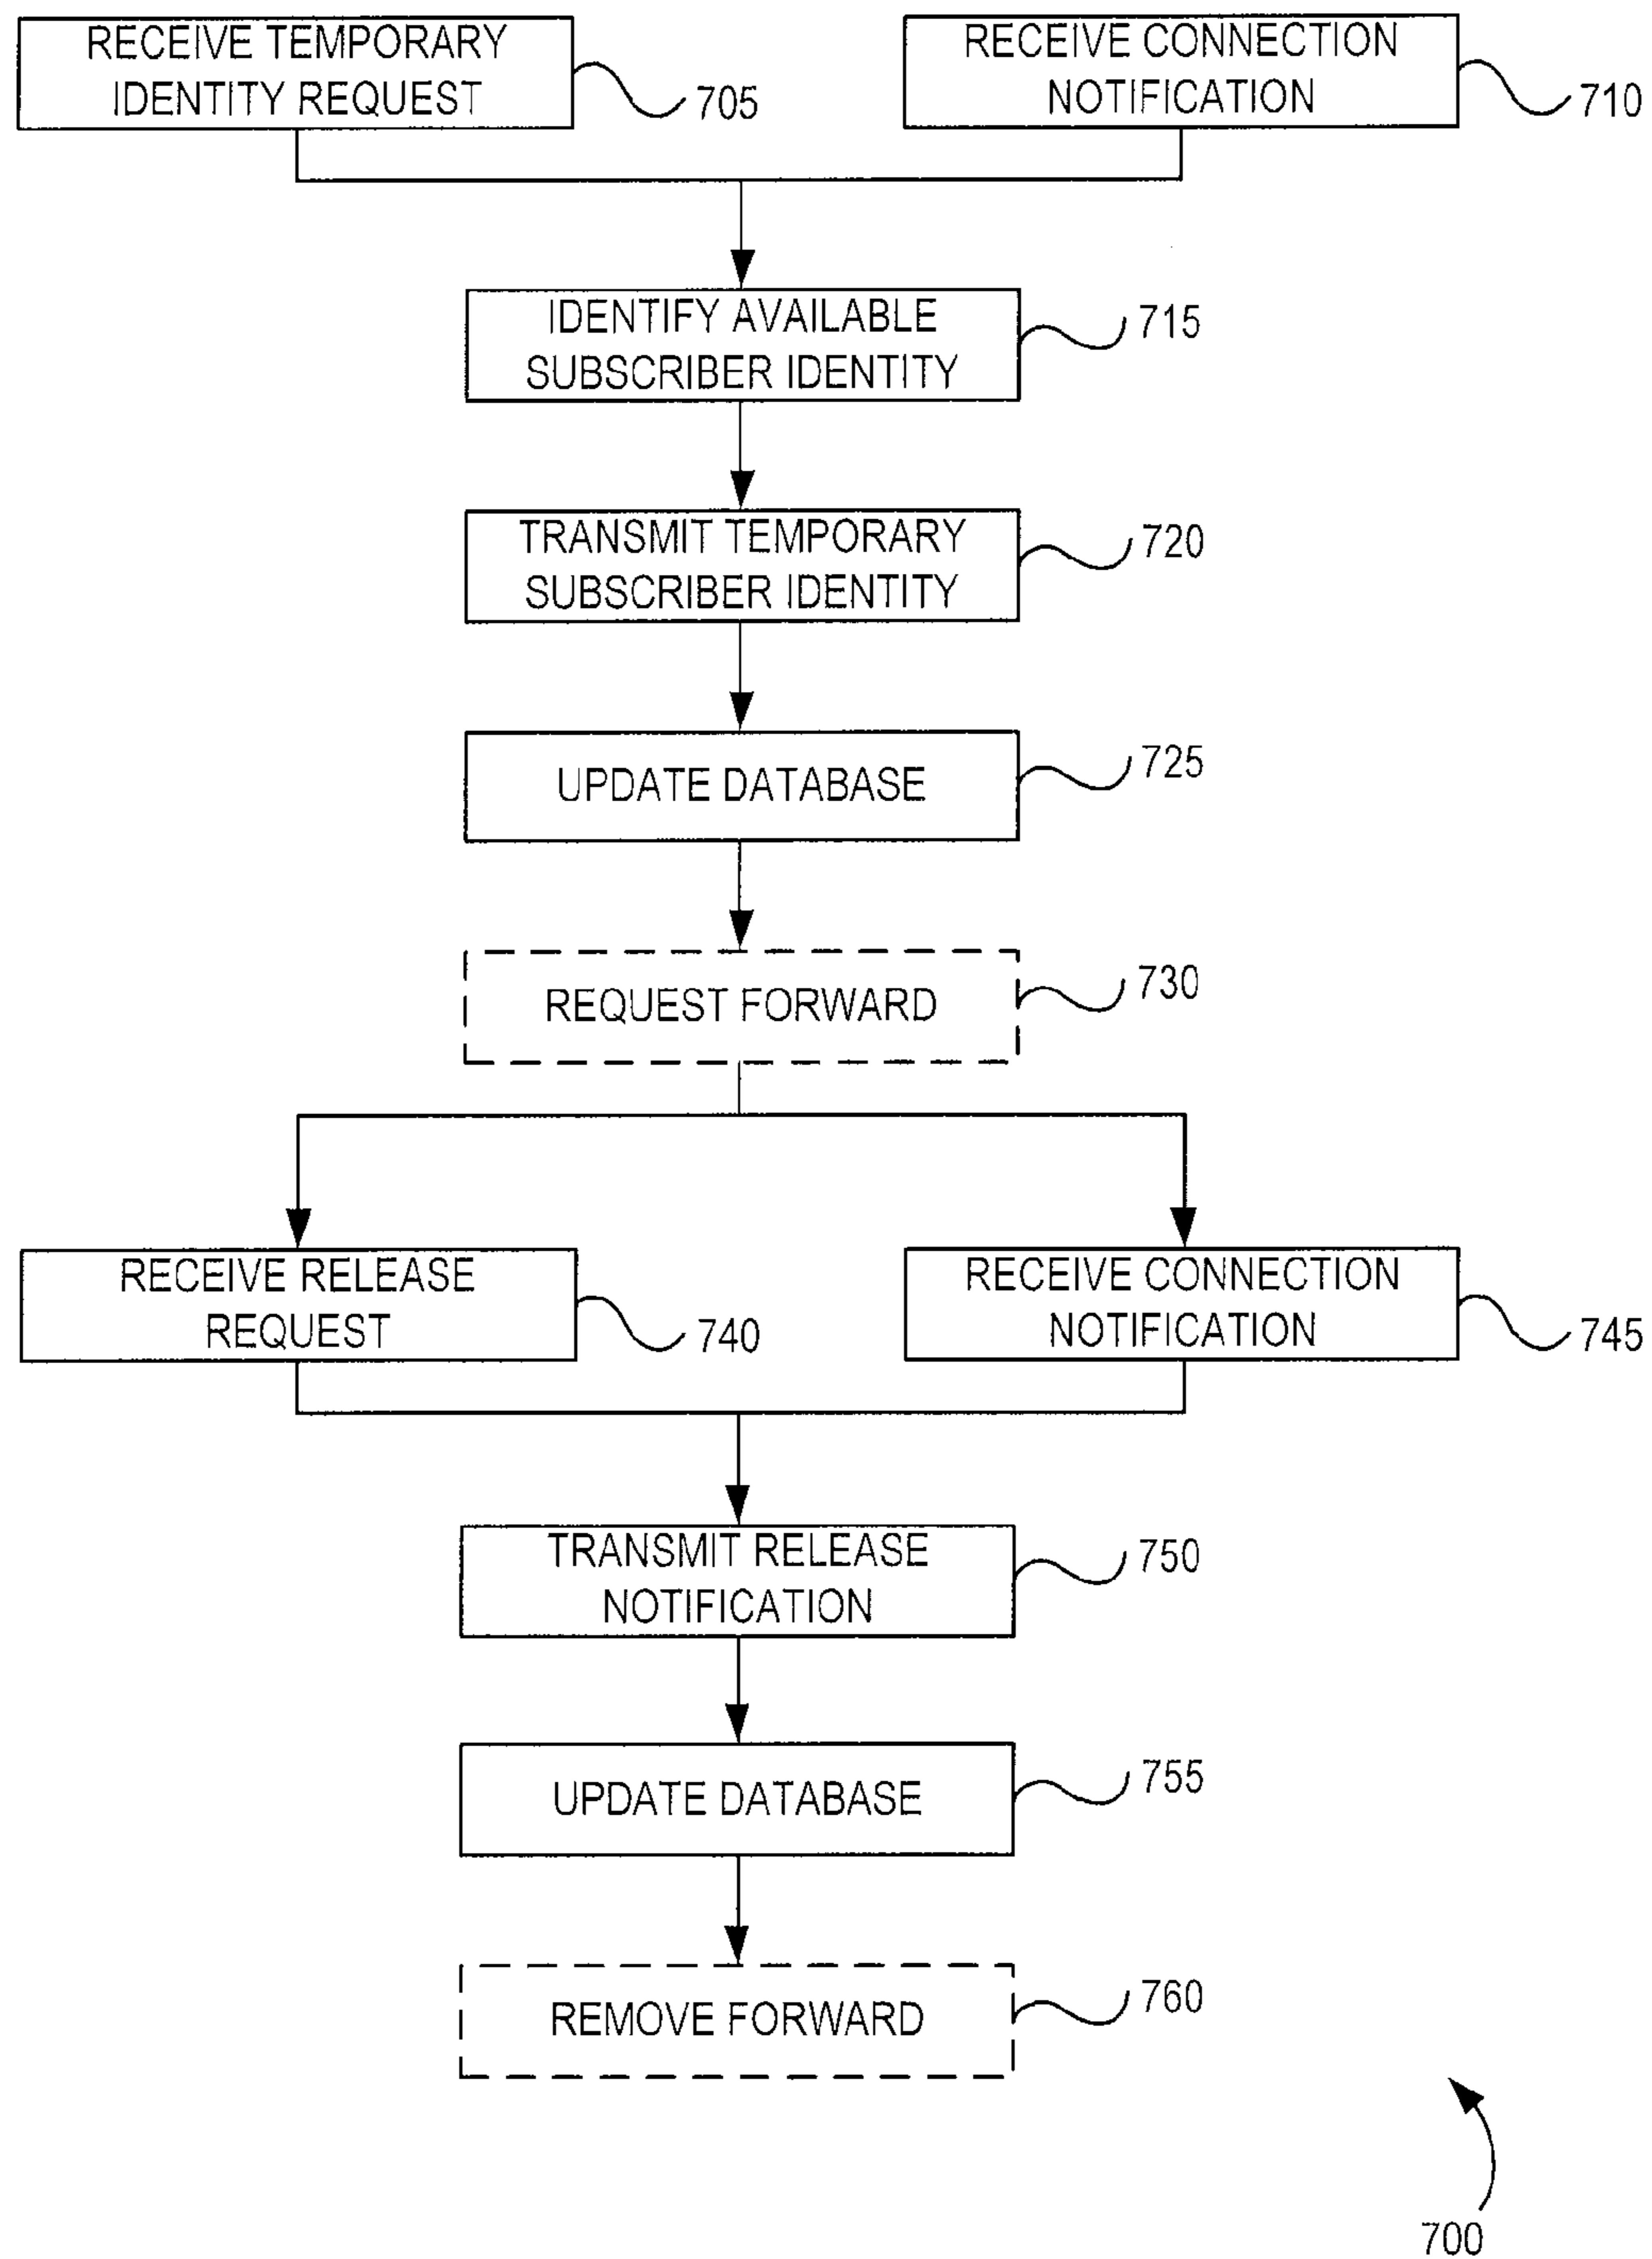 RECEIVE TEMPORARY
IDENTITY REQUEST
705
RECEIVE CONNECTION
NOTIFICATION
710
IDENTIFY AVAILABLE
SUBSCRIBER IDENTITY
715
TRANSMIT TEMPORARY
SUBSCRIBER IDENTITY
720
UPDATE DATABASE
725
REQUEST FORWARD
730
RECEIVE RELEASE
REQUEST
740
RECEIVE CONNECTION
NOTIFICATION
745
TRANSMIT RELEASE
NOTIFICATION
750
UPDATE DATABASE
755
REMOVE FORWARD
760
700